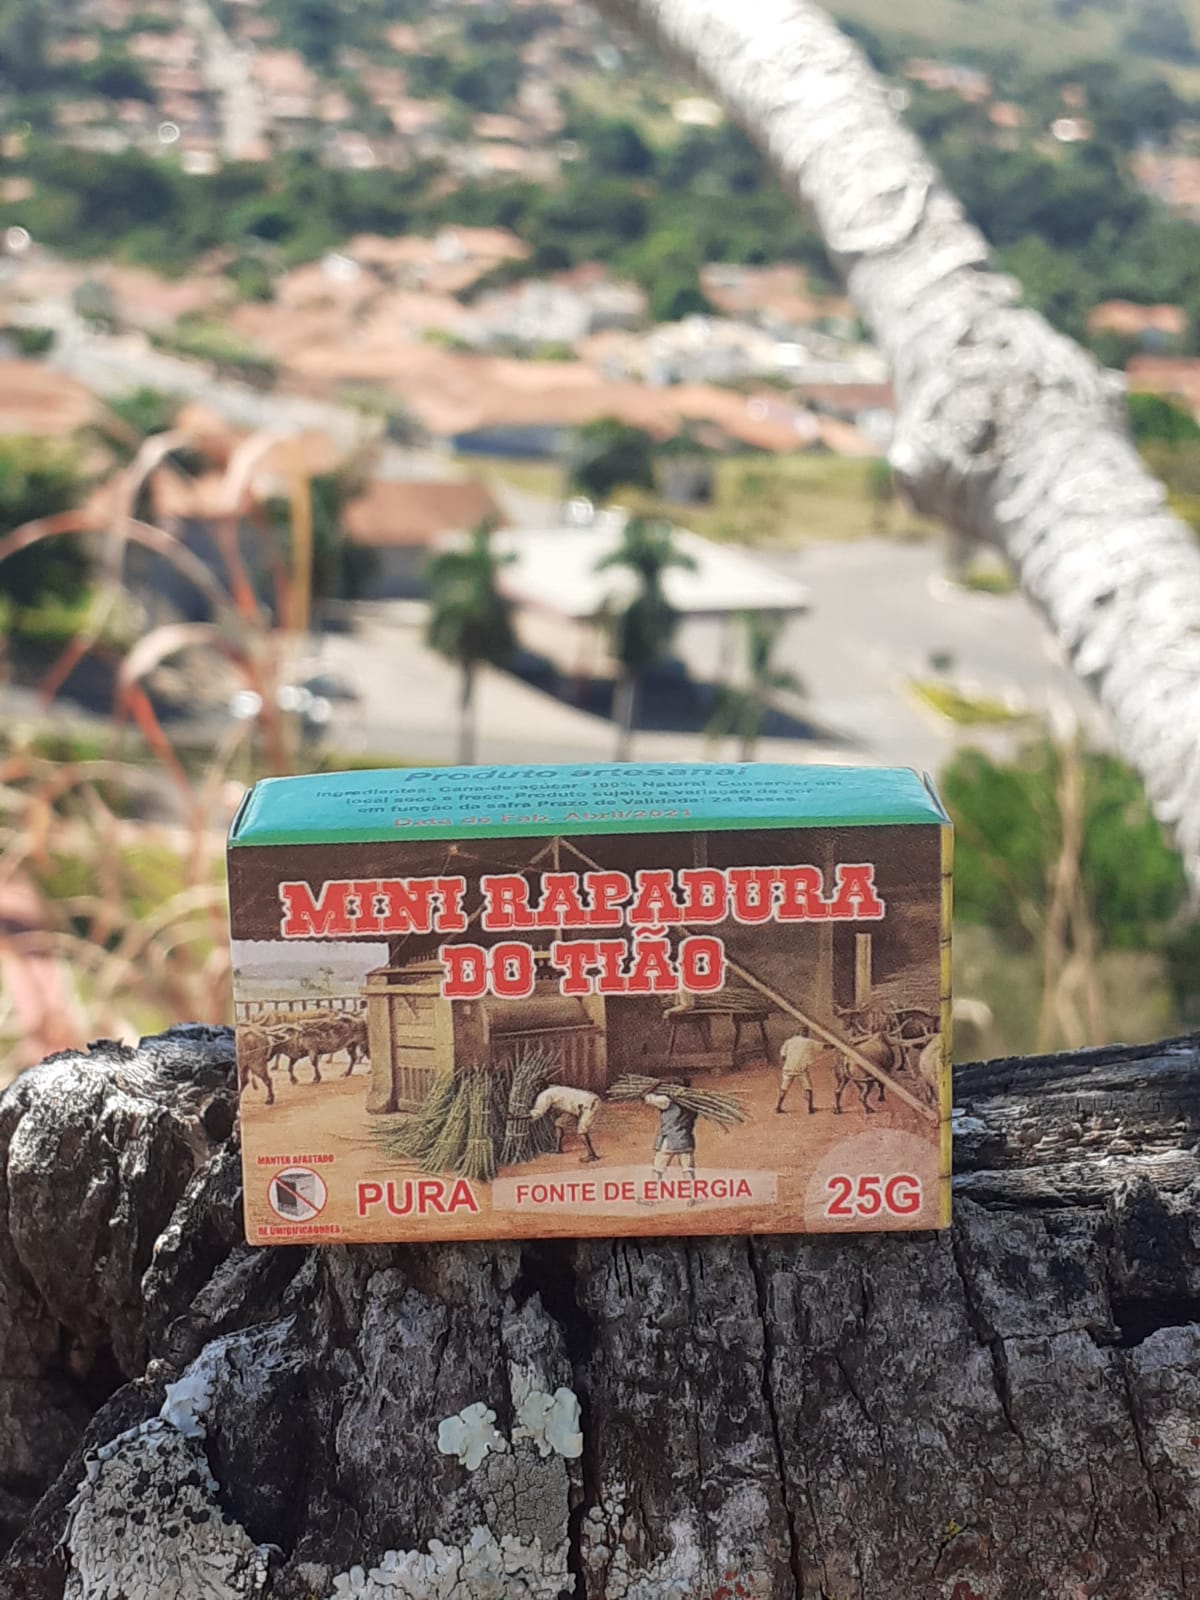 Produto artesanal
Ingredientes: Cana-de-açúcar 100% Natural. Conservar em
local seco e fresco. Produto sujeito a variação de cor
em função da safra Prazo de Validade: 24 Meses.
Data de Fab. Abril/2021
MINI RAPADURA
DO TIÃO
MANTER AFASTADO
DE UMIDIFICADORES
PURA
FONTE DE ENERGIA
25G